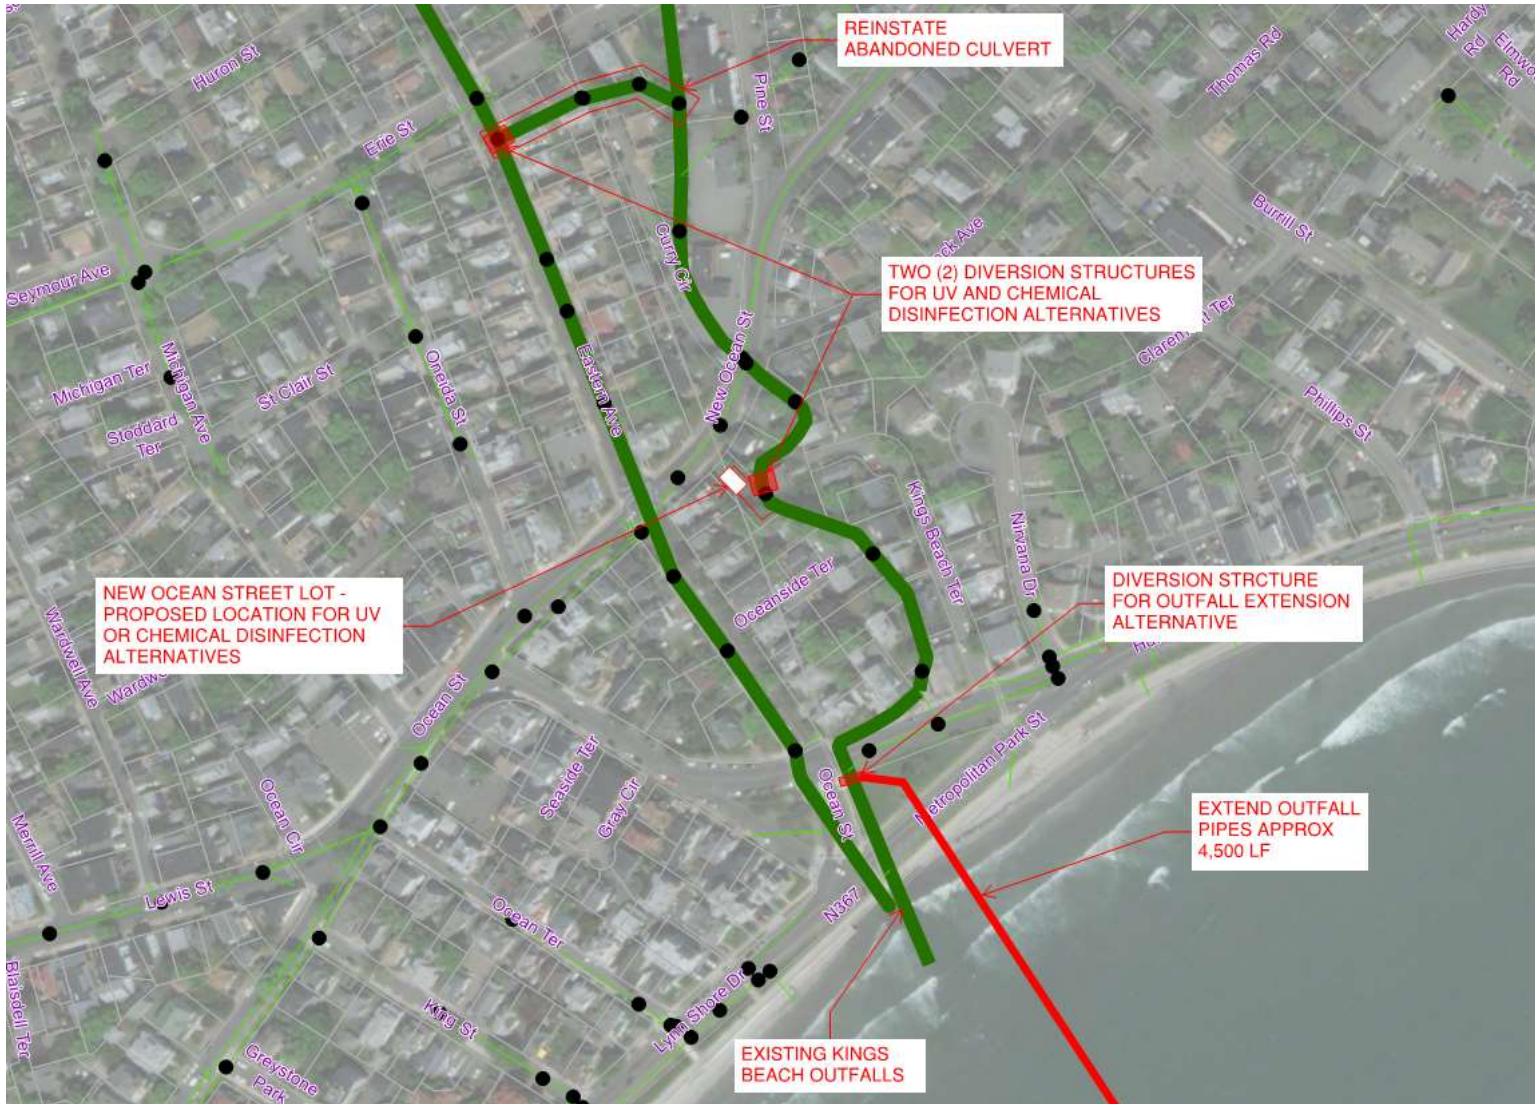 REINSTATE
ABANDONED CULVERT
Hardy
Rd
Elmwo
Rd
Thomas Rd
Huron St
Pine St
Erie St
Burrill St
Curry Cir
ock Ave
Seymour Ave
TWO (2) DIVERSION STRUCTURES
FOR UV AND CHEMICAL
DISINFECTION ALTERNATIVES
Michigan Ter
Michigan Ave
St Clair St
Oneida St
Eastern Ave
New Ocean St
Stoddard
Ter
Phillips St
Kings Beach Ter
Nirvana Dr
NEW OCEAN STREET LOT -
PROPOSED LOCATION FOR UV
OR CHEMICAL DISINFECTION
ALTERNATIVES
Oceanside Ter
DIVERSION STRCTURE
FOR OUTFALL EXTENSION
ALTERNATIVE
Wardwell Ave
Ocean St
Seaside Ter
Gray Cir
Ocean Cir
Ocean St
Metropolitan Park St
EXTEND OUTFALL
PIPES APPROX
4,500 LF
Merrill Ave
Lewis St
Ocean Ter
N367
Blaisdell Ter
King St
Lynn Shore Dr
EXISTING KINGS
BEACH OUTFALLS
Greystone
Park